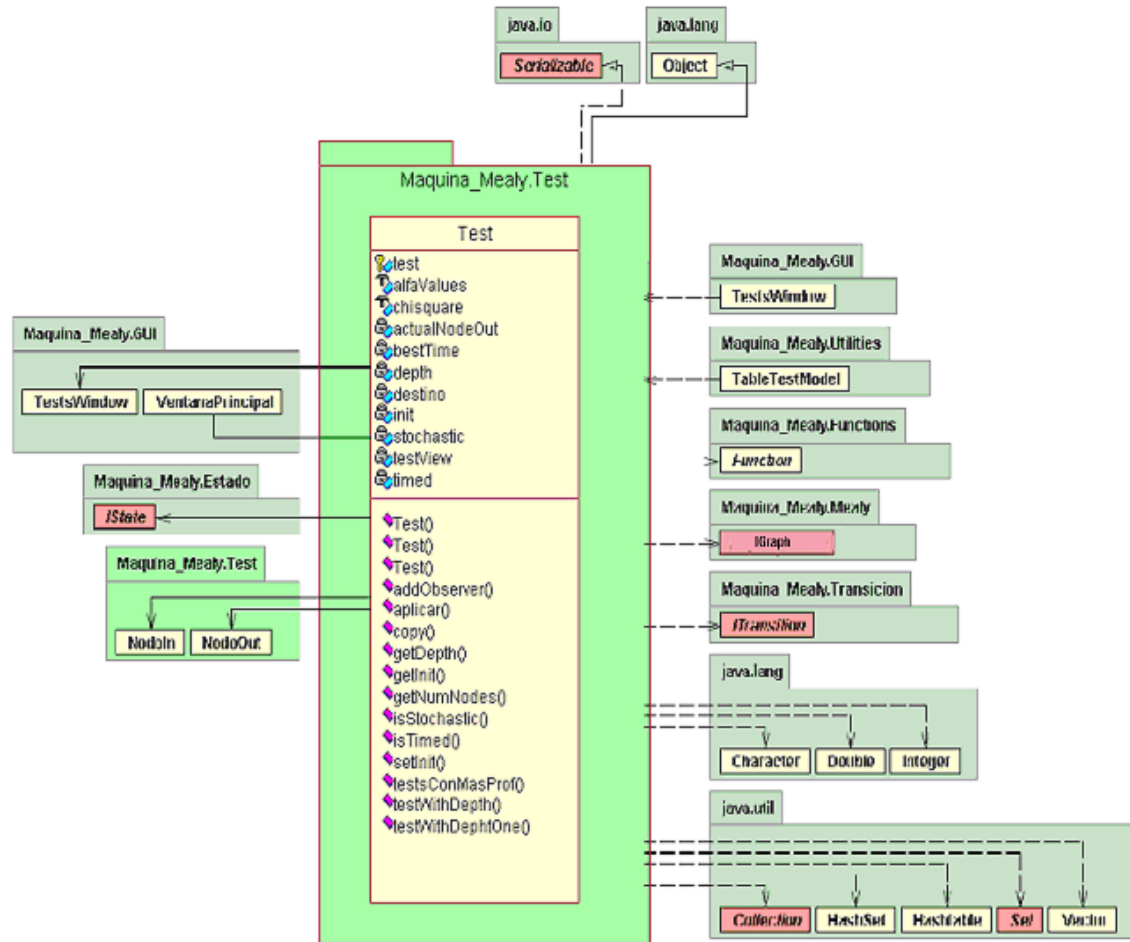 java.io
java.lang
Serializable
Object
Maquina_Mealy.Test
Test
test
alfaValues
chisquare
actualNodeOut
bestTime
depth
destino
init
stochastic
testView
timed
Test()
Test()
Test()
addObserver()
aplicar()
copy()
getDepth()
getInit()
getNumNodes()
isStochastic()
isTimed()
setInit()
testsConMasProf()
testWithDepth()
testWithDephtOne()
Maquina_Mealy.GUI
TestsWindow
VentanaPrincipal
Maquina_Mealy.Estado
IState
Maquina_Mealy.Test
NodoIn
NodoOut
Maquina_Mealy.GUI
TestsWindow
Maquina_Mealy.Utilities
TableTestModel
Maquina_Mealy.Functions
Function
Maquina_Mealy.Mealy
IGraph
Maquina_Mealy.Transicion
ITransition
java.lang
Character
Double
Integer
java.util
Collection
HashSet
Hashtable
Set
Vector